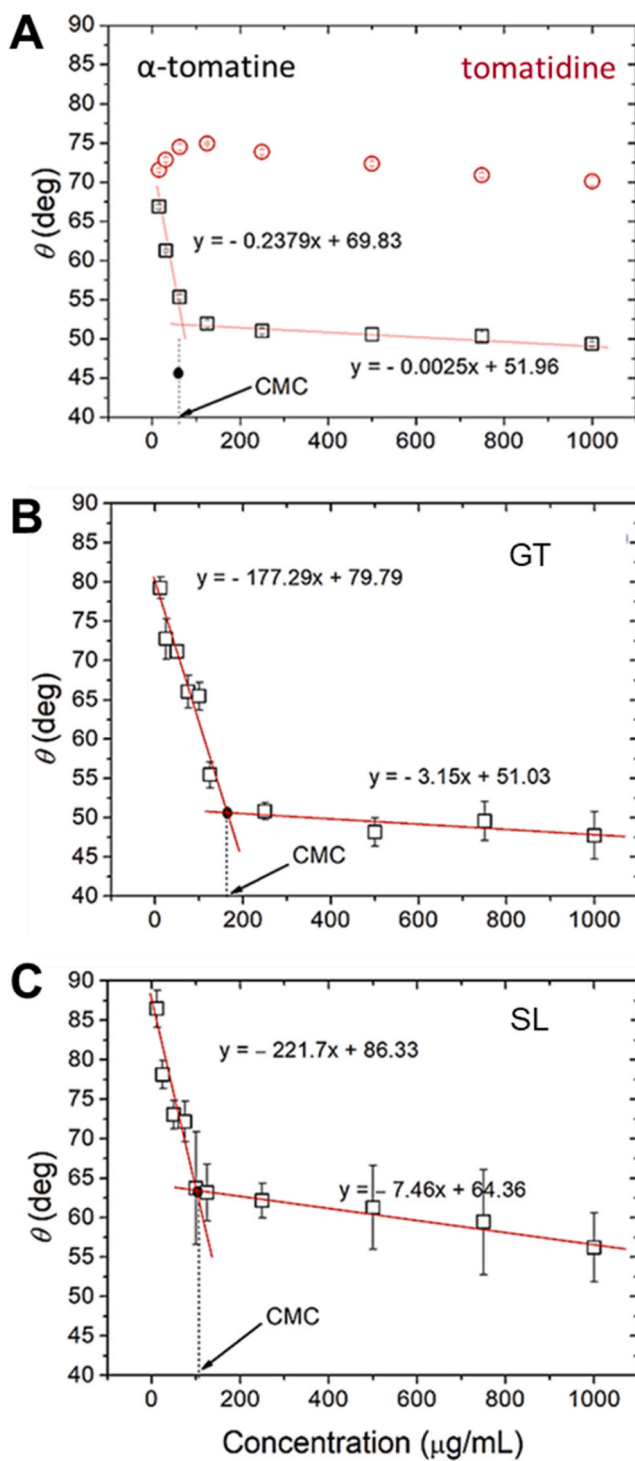 A
α-tomatine tomatidine
90
85
80
75
70
65
60
55
50
45
40
θ (deg)
y = - 0.2379x + 69.83
y = - 0.0025x + 51.96
CMC
0 200 400 600 800 1000
B
GT
90
85
80
75
70
65
60
55
50
45
40
θ (deg)
y = - 177.29x + 79.79
y = - 3.15x + 51.03
CMC
0 200 400 600 800 1000
C
SL
90
85
80
75
70
65
60
55
50
45
40
θ (deg)
y = – 221.7x + 86.33
y = – 7.46x + 64.36
CMC
0 200 400 600 800 1000
Concentration (μg/mL)